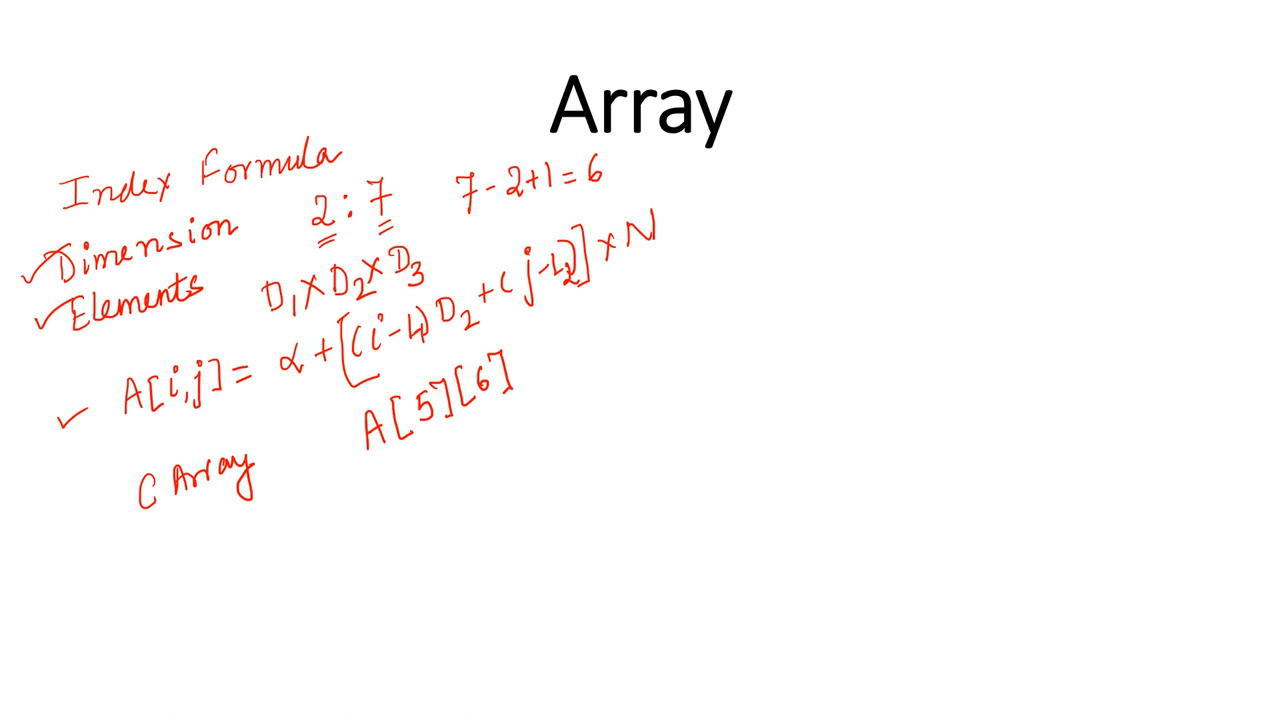 Array
Index Formula
Dimension 2 : 7 7 - 2 + 1 = 6
Elements D₁ X D₂ X D₃
A[i,j] = α + [(i-L₁) D₂ + (j-L₂)] x N
C Array A[5][6]